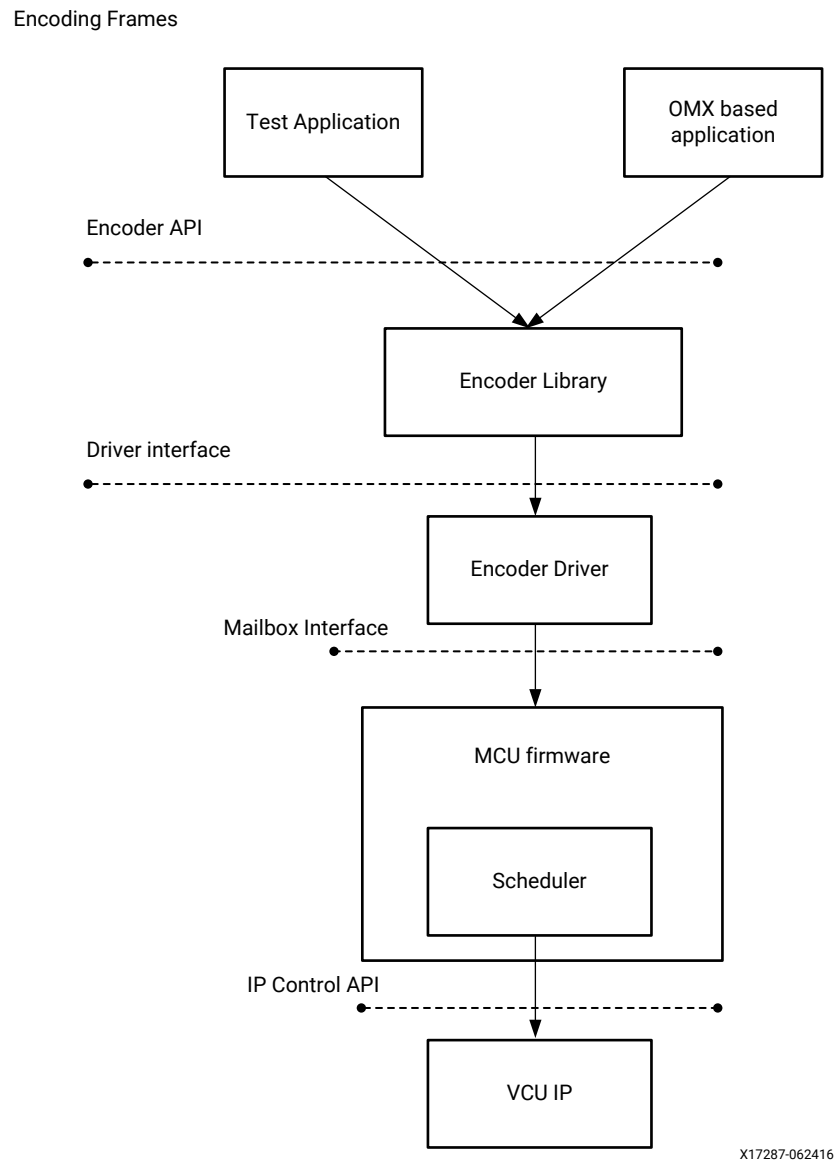 Encoding Frames
Test Application
OMX based
application
Encoder API
Encoder Library
Driver interface
Encoder Driver
Mailbox Interface
MCU firmware
Scheduler
IP Control API
VCU IP
X17287-062416